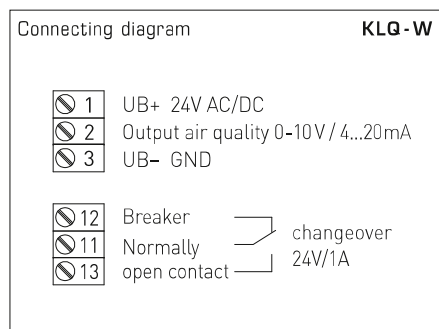 Connecting diagram KLQ-W
1 UB+ 24V AC/DC
2 Output air quality 0-10V / 4...20mA
3 UB- GND
12 Breaker
11 Normally
13 open contact
changeover
24V/1A